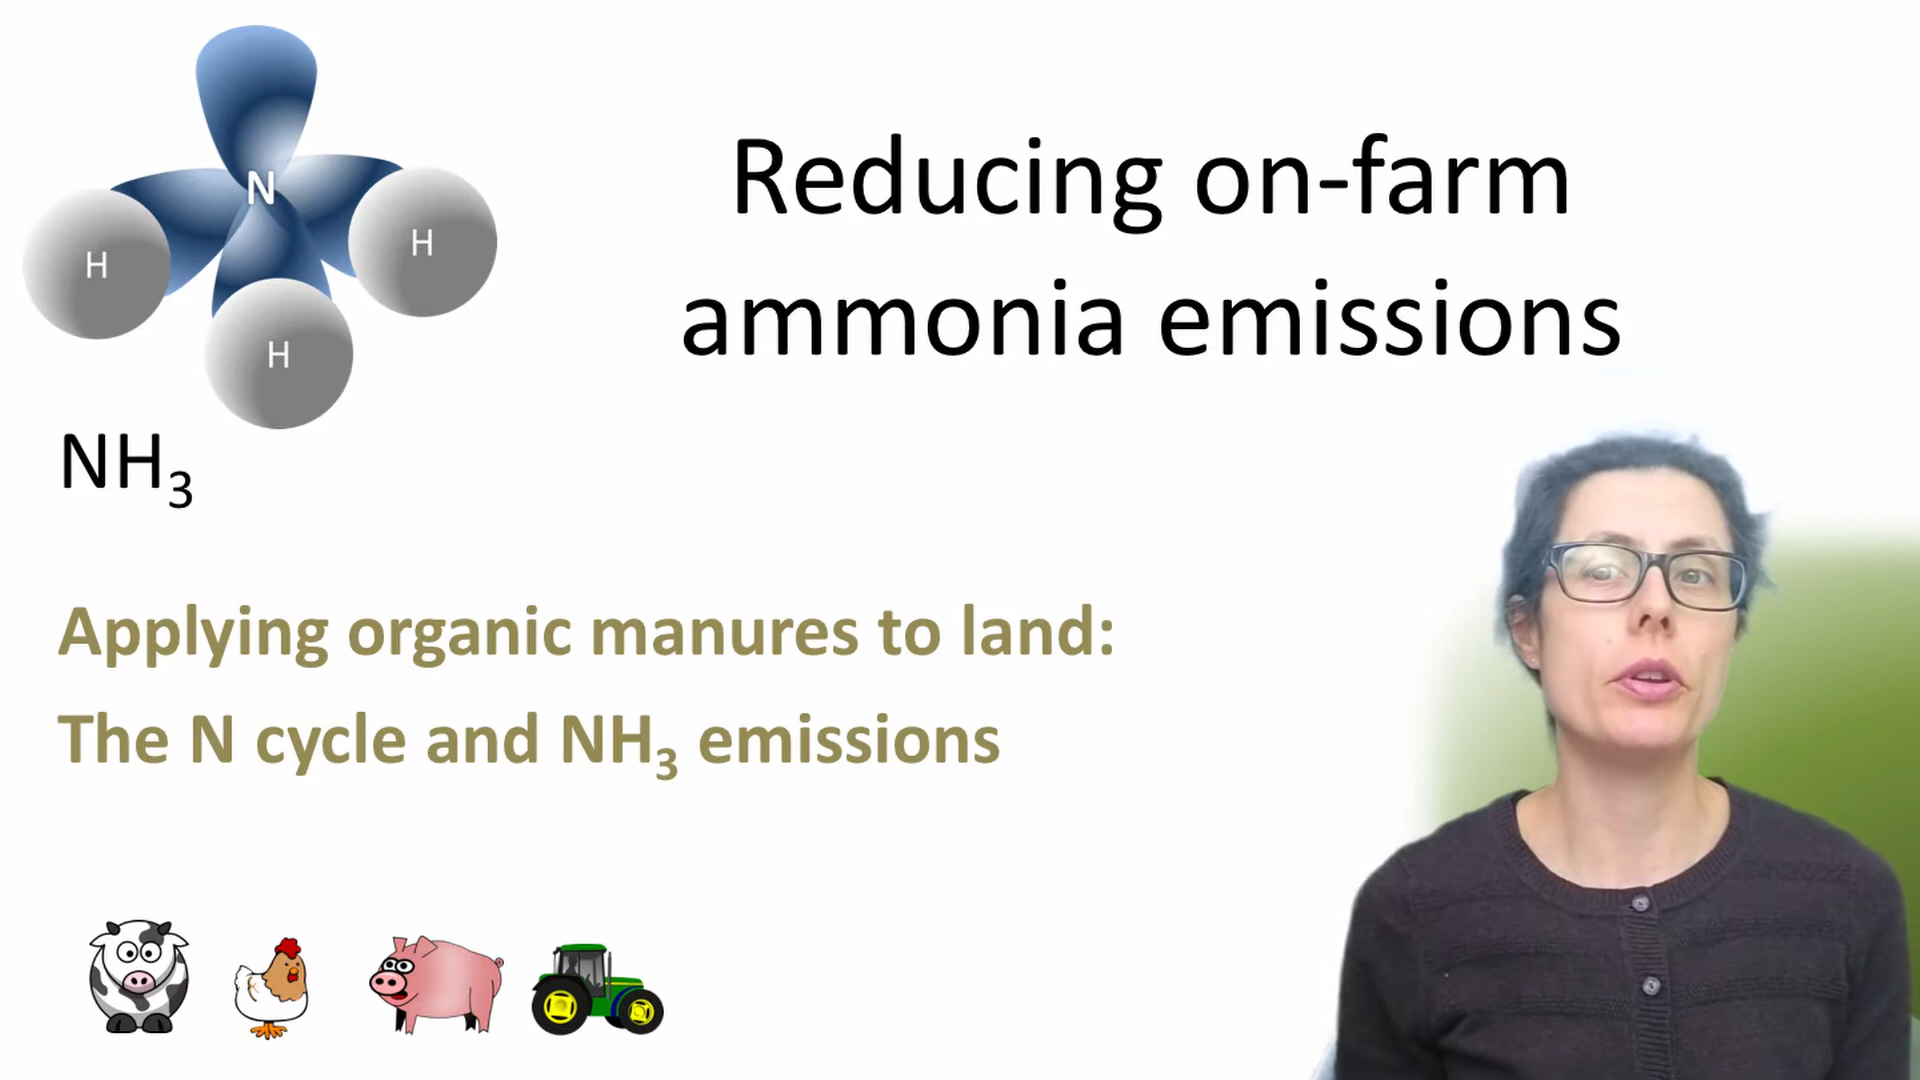 N
H
H
H
NH₃
Reducing on-farm
ammonia emissions
Applying organic manures to land:
The N cycle and NH₃ emissions